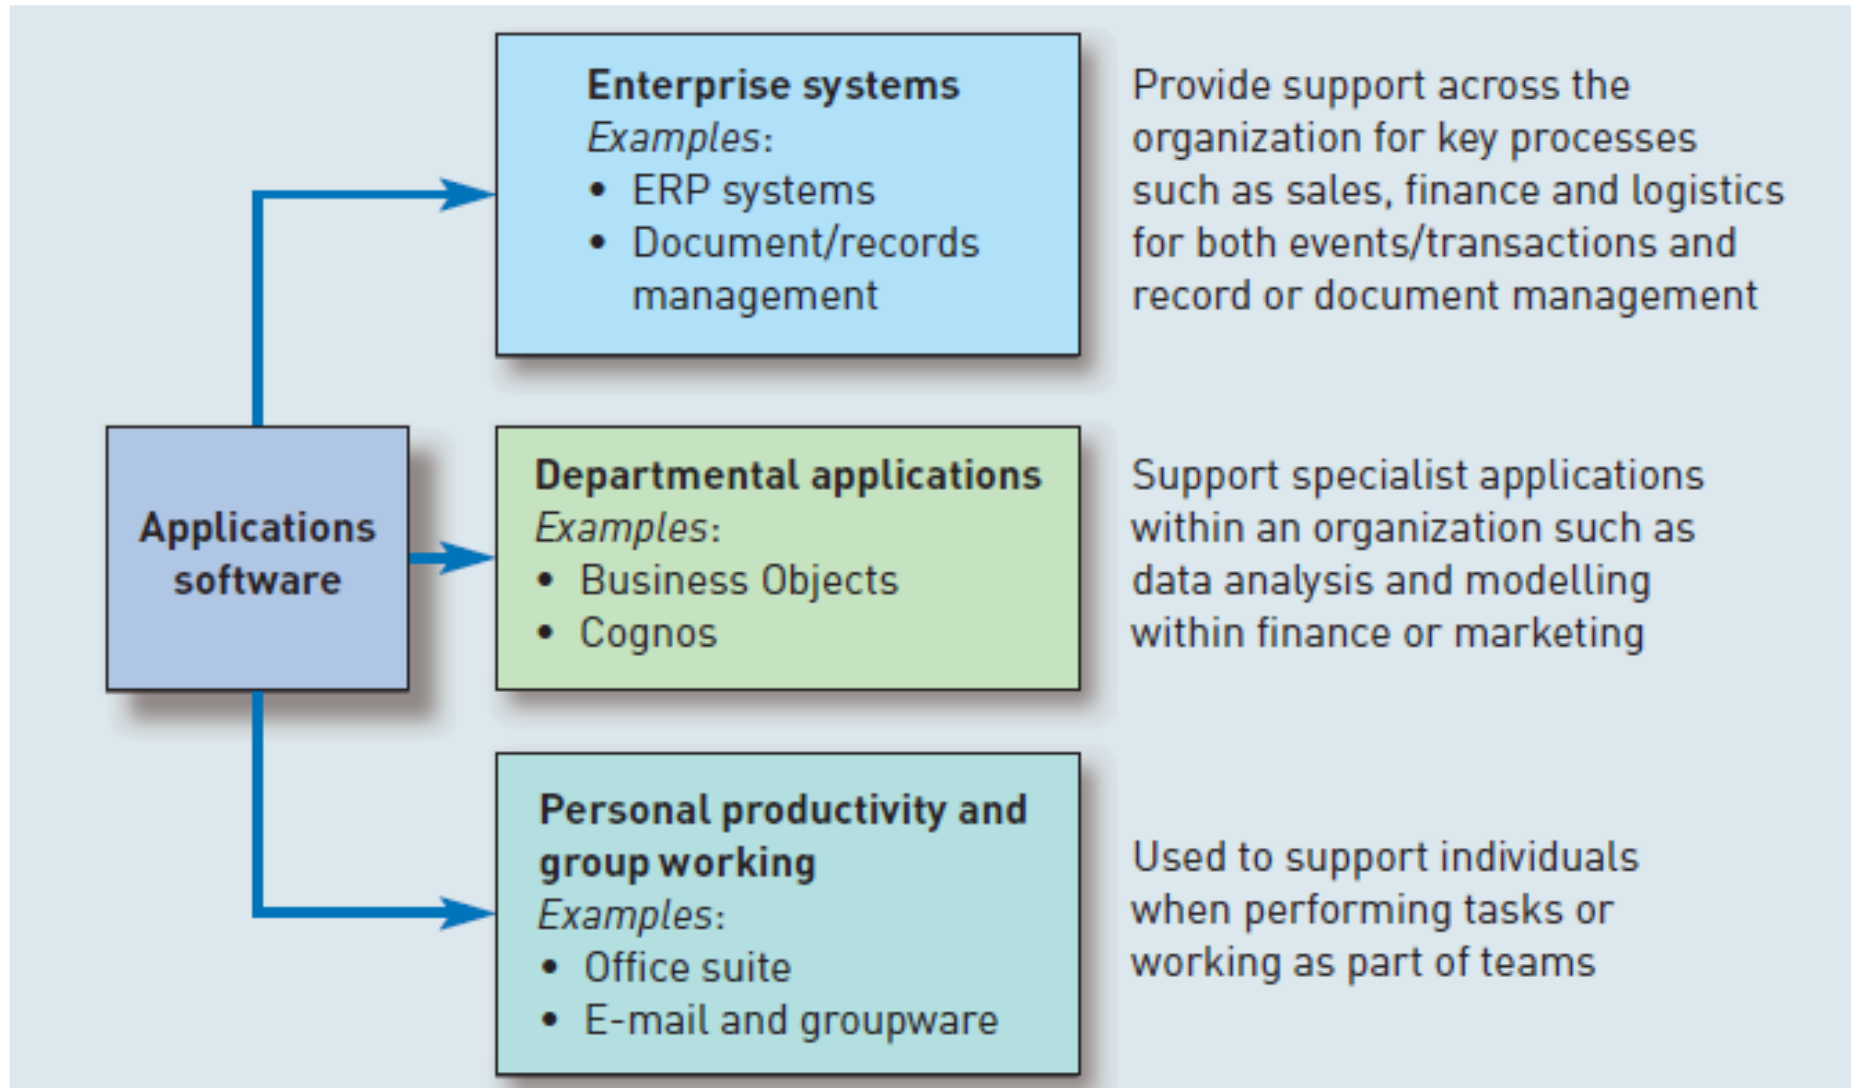 Enterprise systems
Examples:
• ERP systems
• Document/records
management
Provide support across the
organization for key processes
such as sales, finance and logistics
for both events/transactions and
record or document management
Applications
software
Departmental applications
Examples:
• Business Objects
• Cognos
Support specialist applications
within an organization such as
data analysis and modelling
within finance or marketing
Personal productivity and
group working
Examples:
• Office suite
• E-mail and groupware
Used to support individuals
when performing tasks or
working as part of teams